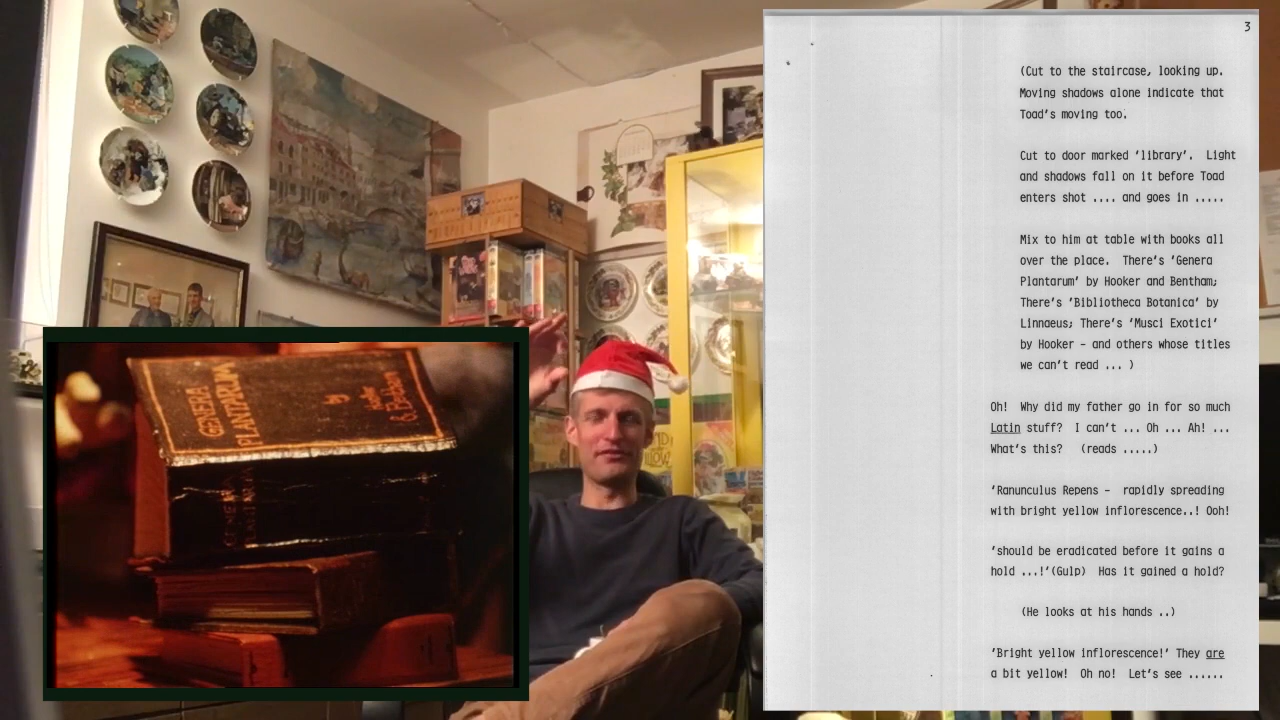 3
(Cut to the staircase, looking up.
Moving shadows alone indicate that
Toad's moving too.
Cut to door marked 'library'. Light
and shadows fall on it before Toad
enters shot .... and goes in .....
Mix to him at table with books all
over the place. There's 'Genera
Plantarum' by Hooker and Bentham;
There's 'Bibliotheca Botanica' by
Linnaeus; There's 'Musci Exotici'
by Hooker - and others whose titles
we can't read ... )
Oh! Why did my father go in for so much
Latin stuff? I can't ... Oh ... Ah! ...
What's this? (reads .....)
'Ranunculus Repens - rapidly spreading
with bright yellow inflorescence..! Ooh!
'should be eradicated before it gains a
hold ...!'(Gulp) Has it gained a hold?
(He looks at his hands ..)
'Bright yellow inflorescence!' They are
a bit yellow! Oh no! Let's see ......
GENERA
PLANTARUM
by